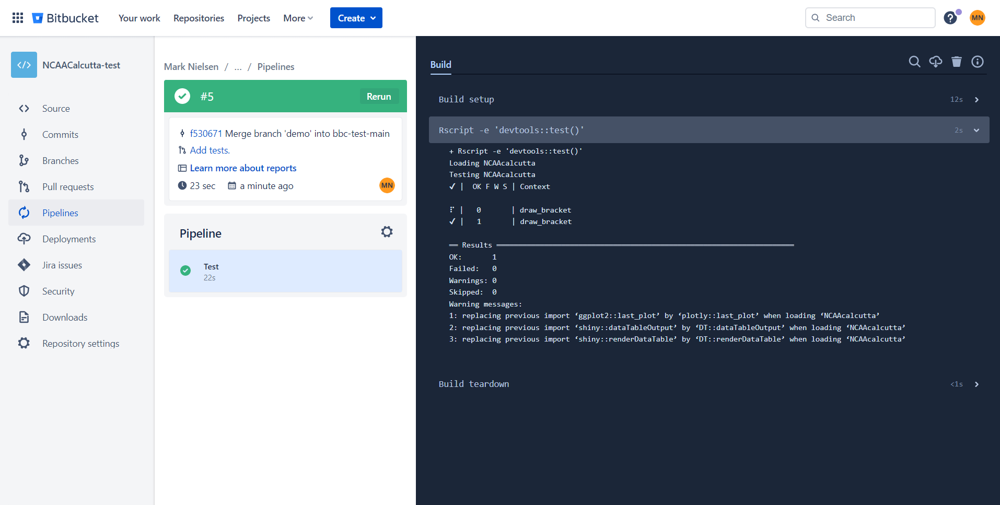 Bitbucket Your work Repositories Projects More Create Search ? MN
</> NCAACalcutta-test
Source
Commits
Branches
Pull requests
Pipelines
Deployments
Jira issues
Security
Downloads
Repository settings
Mark Nielsen / ... / Pipelines
#5 Rerun
f530671 Merge branch 'demo' into bbc-test-main
Add tests.
Learn more about reports
23 sec a minute ago MN
Pipeline
Test
22s
Build
Build setup 12s
Rscript -e 'devtools::test()' 2s
+ Rscript -e 'devtools::test()'
Loading NCAAcalcutta
Testing NCAAcalcutta
✔ | OK F W S | Context
⠋ | 0 | draw_bracket
✔ | 1 | draw_bracket
══ Results ══════════════════════════════════════════════════════════
OK: 1
Failed: 0
Warnings: 0
Skipped: 0
Warning messages:
1: replacing previous import ‘ggplot2::last_plot’ by ‘plotly::last_plot’ when loading ‘NCAAcalcutta’
2: replacing previous import ‘shiny::dataTableOutput’ by ‘DT::dataTableOutput’ when loading ‘NCAAcalcutta’
3: replacing previous import ‘shiny::renderDataTable’ by ‘DT::renderDataTable’ when loading ‘NCAAcalcutta’
Build teardown <1s